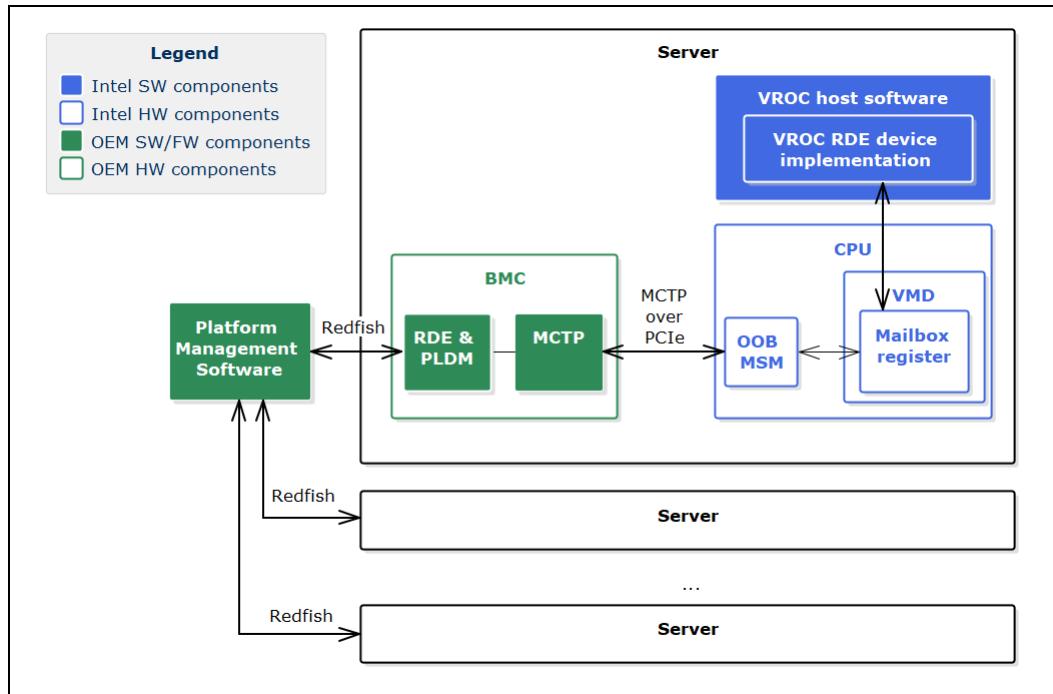 Legend
Intel SW components
Intel HW components
OEM SW/FW components
OEM HW components
Server
VROC host software
VROC RDE device
implementation
CPU
VMD
Mailbox
register
OOB
MSM
MCTP
over
PCIe
BMC
RDE &
PLDM
MCTP
Redfish
Platform
Management
Software
Redfish
Server
...
Redfish
Server